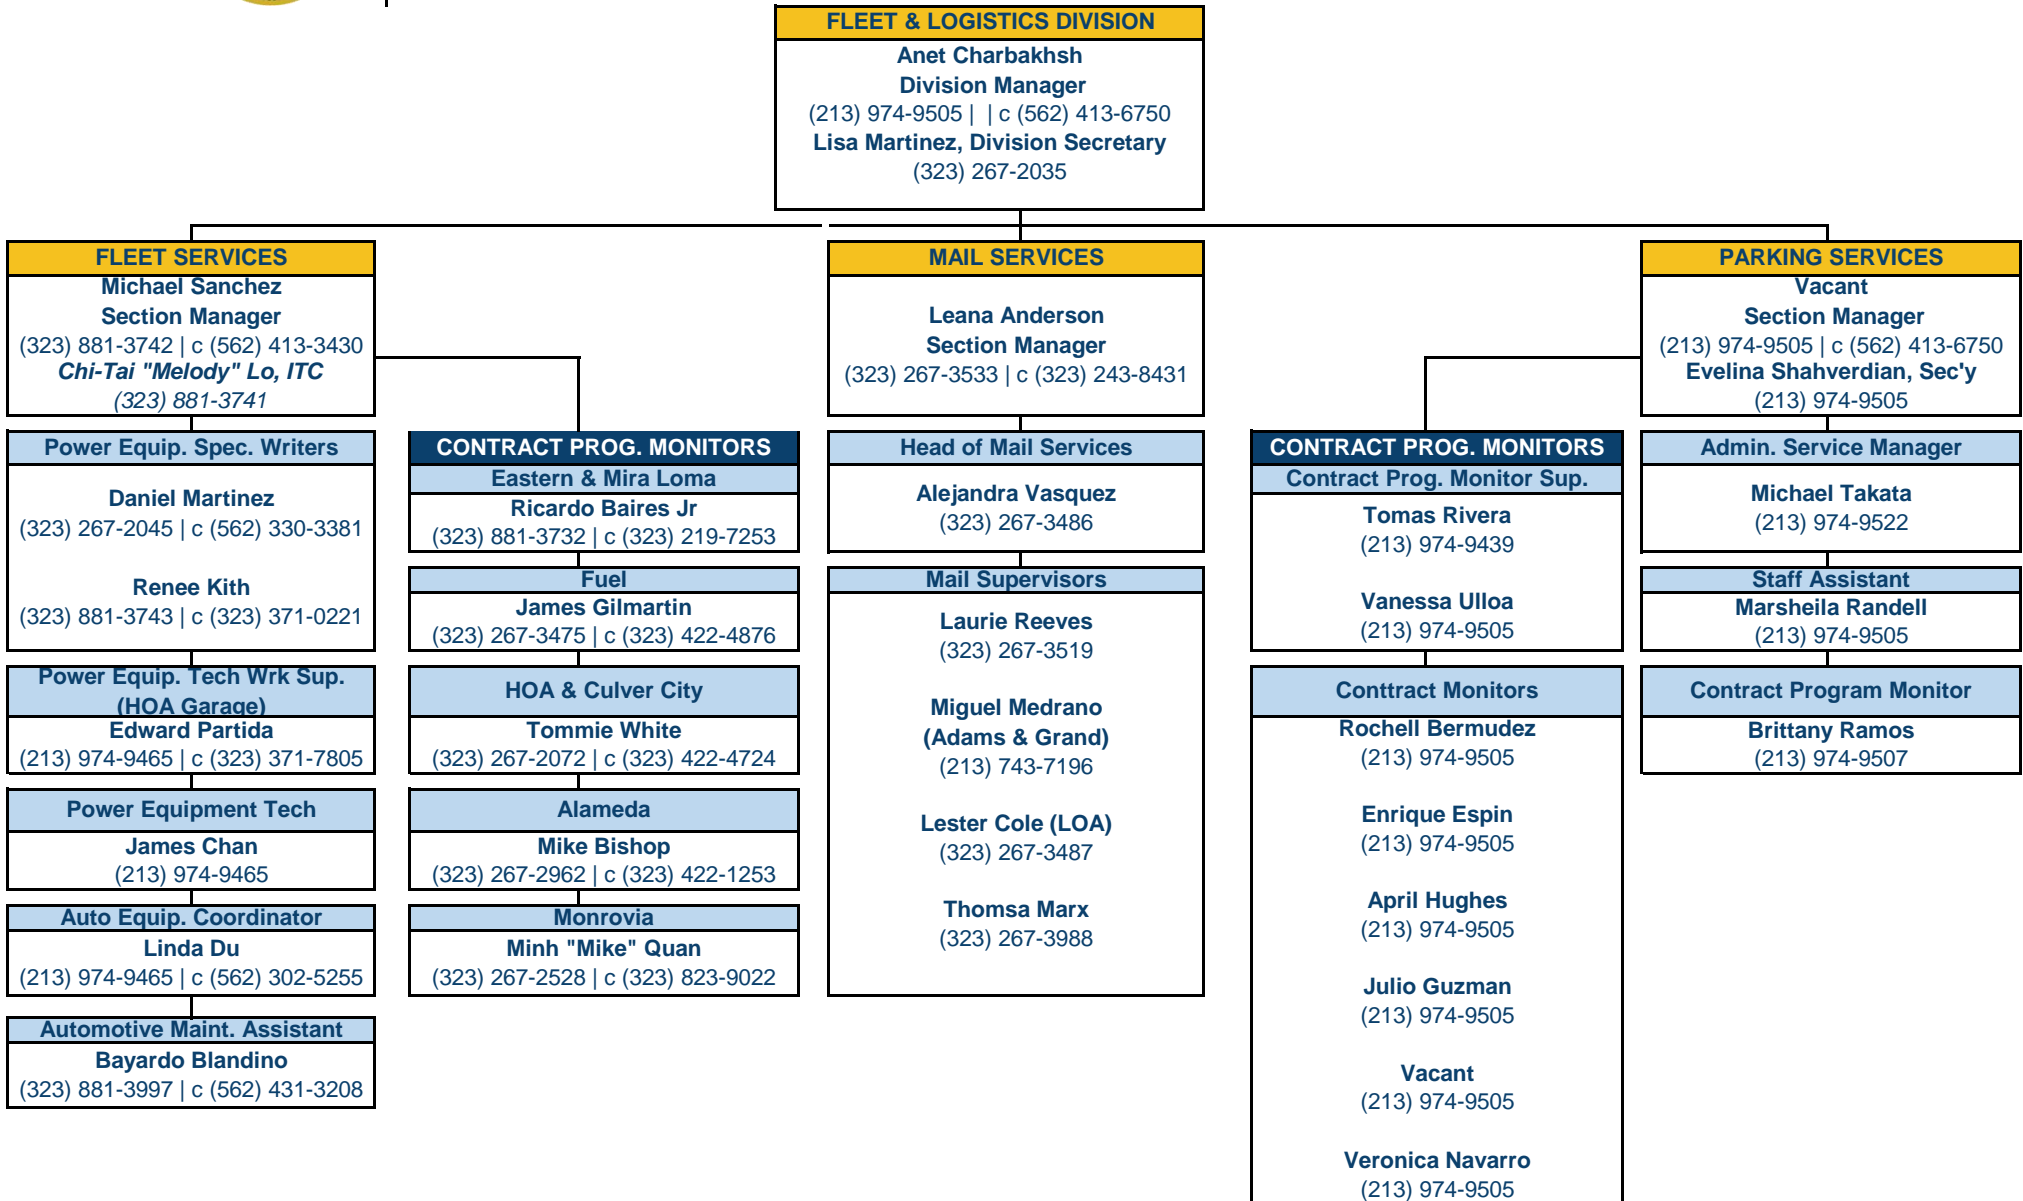 FLEET & LOGISTICS DIVISION
Anet Charbakhsh
Division Manager
(213) 974-9505 | | c (562) 413-6750
Lisa Martinez, Division Secretary
(323) 267-2035
FLEET SERVICES
Michael Sanchez
Section Manager
(323) 881-3742 | c (562) 413-3430
Chi-Tai "Melody" Lo, ITC
(323) 881-3741
Power Equip. Spec. Writers
Daniel Martinez
(323) 267-2045 | c (562) 330-3381
Renee Kith
(323) 881-3743 | c (323) 371-0221
Power Equip. Tech Wrk Sup.
(HOA Garage)
Edward Partida
(213) 974-9465 | c (323) 371-7805
Power Equipment Tech
James Chan
(213) 974-9465
Auto Equip. Coordinator
Linda Du
(213) 974-9465 | c (562) 302-5255
Automotive Maint. Assistant
Bayardo Blandino
(323) 881-3997 | c (562) 431-3208
CONTRACT PROG. MONITORS
Eastern & Mira Loma
Ricardo Baires Jr
(323) 881-3732 | c (323) 219-7253
Fuel
James Gilmartin
(323) 267-3475 | c (323) 422-4876
HOA & Culver City
Tommie White
(323) 267-2072 | c (323) 422-4724
Alameda
Mike Bishop
(323) 267-2962 | c (323) 422-1253
Monrovia
Minh "Mike" Quan
(323) 267-2528 | c (323) 823-9022
MAIL SERVICES
Leana Anderson
Section Manager
(323) 267-3533 | c (323) 243-8431
Head of Mail Services
Alejandra Vasquez
(323) 267-3486
Mail Supervisors
Laurie Reeves
(323) 267-3519
Miguel Medrano
(Adams & Grand)
(213) 743-7196
Lester Cole (LOA)
(323) 267-3487
Thomsa Marx
(323) 267-3988
PARKING SERVICES
Vacant
Section Manager
(213) 974-9505 | c (562) 413-6750
Evelina Shahverdian, Sec'y
(213) 974-9505
CONTRACT PROG. MONITORS
Contract Prog. Monitor Sup.
Tomas Rivera
(213) 974-9439
Vanessa Ulloa
(213) 974-9505
Conttract Monitors
Rochell Bermudez
(213) 974-9505
Enrique Espin
(213) 974-9505
April Hughes
(213) 974-9505
Julio Guzman
(213) 974-9505
Vacant
(213) 974-9505
Veronica Navarro
(213) 974-9505
Admin. Service Manager
Michael Takata
(213) 974-9522
Staff Assistant
Marsheila Randell
(213) 974-9505
Contract Program Monitor
Brittany Ramos
(213) 974-9507